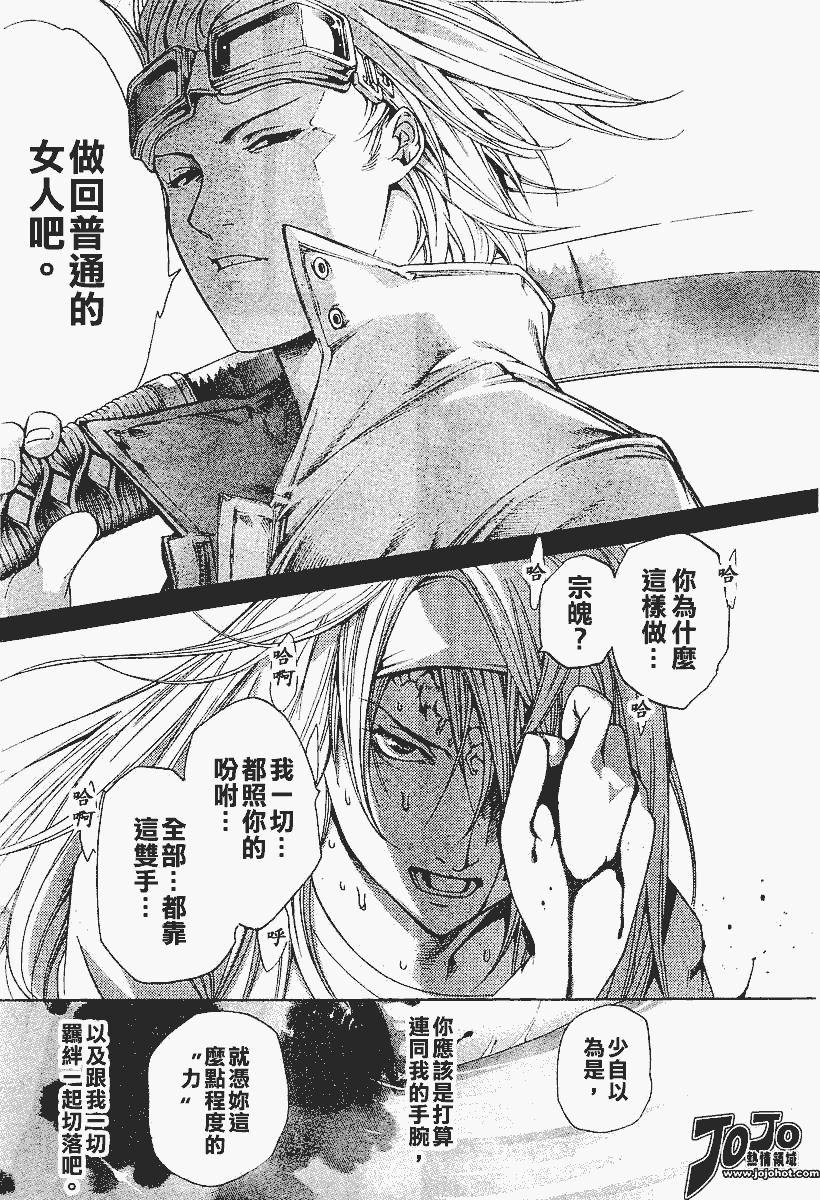 做回普通的
女人吧。
你為什麼
這樣做…
宗魄?
哈
哈
哈
哈啊
我一切…
都照你的
吩咐…
全部…都靠
這雙手…
哈啊
呼
少自以
為是，
你應該是打算
連同我的手腕，
就憑妳這
麼點程度的
"力"
以及跟我一切
羈絆一起切落吧。
JoJo
熱情領域
www.jojohot.com